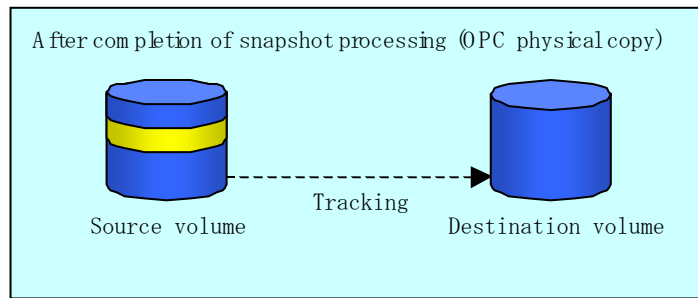 After completion of snapshot processing (OPC physical copy)
Tracking
Source volume
Destination volume